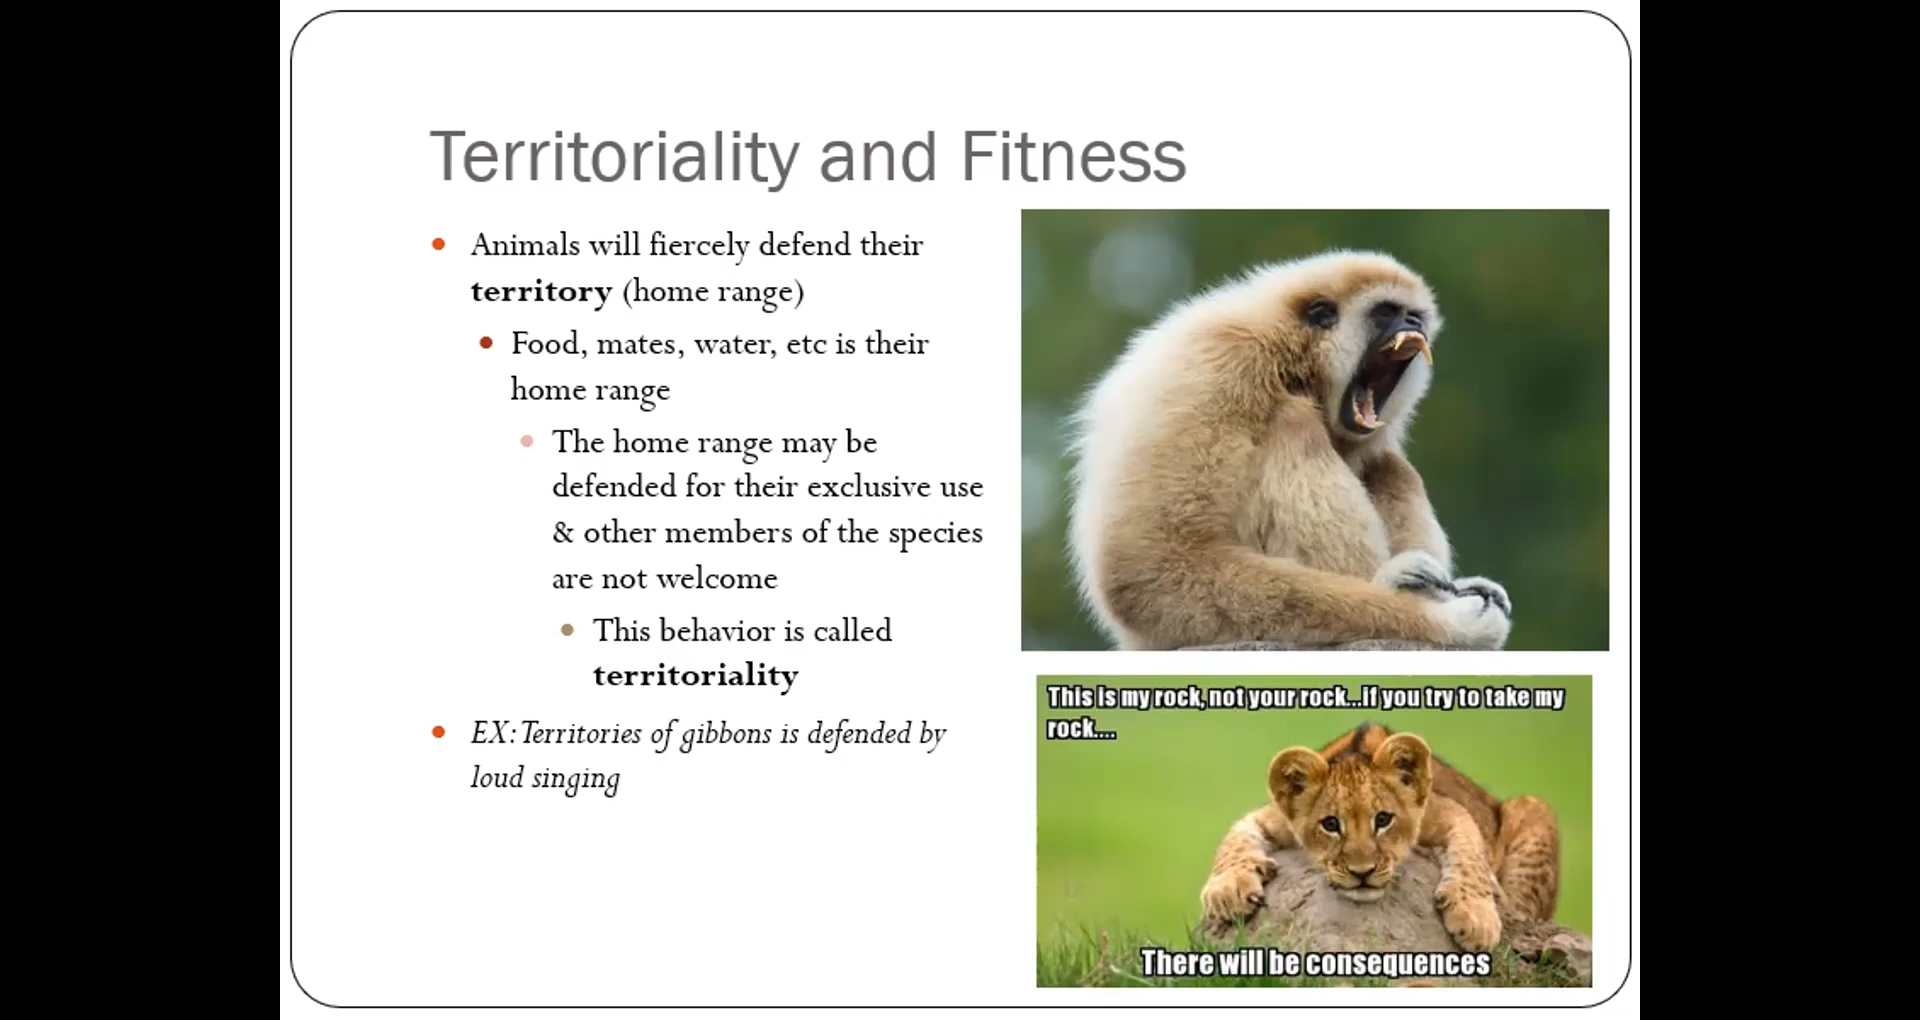 Territoriality and Fitness
Animals will fiercely defend their
territory (home range)
Food, mates, water, etc is their
home range
The home range may be
defended for their exclusive use
& other members of the species
are not welcome
This behavior is called
territoriality
EX: Territories of gibbons is defended by
loud singing
This is my rock, not your rock...if you try to take my
rock....
There will be consequences